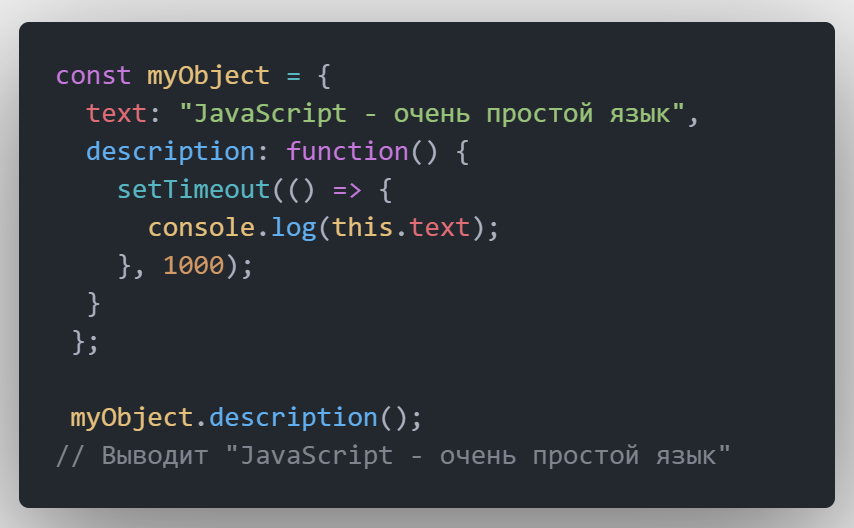 const myObject = {
  text: "JavaScript - очень простой язык",
  description: function() {
    setTimeout(() => {
      console.log(this.text);
    }, 1000);
  }
 };

 myObject.description();
// Выводит "JavaScript - очень простой язык"